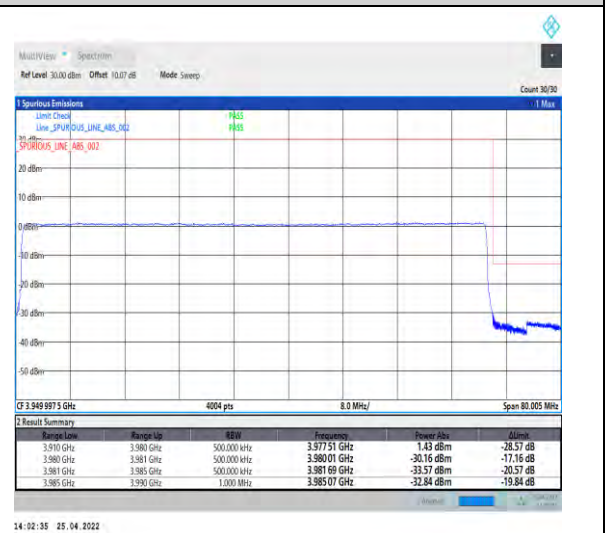 MultiView Spectrum
Ref Level 30.00 dBm Offset 10.07 dB Mode Sweep
Count 30/30
1 Spurious Emissions 1 Max
Limit Check PASS
Line _SPURIOUS_LINE_ABS_002 PASS
_SPURIOUS_LINE_ABS_002
20 dBm
10 dBm
0 dBm
-10 dBm
-20 dBm
-30 dBm
-40 dBm
-50 dBm
CF 3.949 997 5 GHz 4004 pts 8.0 MHz/ Span 80.005 MHz
2 Result Summary
Range Low Range Up RBW Frequency Power Abs ΔLimit
3.910 GHz 3.980 GHz 500.000 kHz 3.977 51 GHz 1.43 dBm -28.57 dB
3.980 GHz 3.981 GHz 500.000 kHz 3.980 01 GHz -30.16 dBm -17.16 dB
3.981 GHz 3.985 GHz 500.000 kHz 3.981 69 GHz -33.57 dBm -20.57 dB
3.985 GHz 3.990 GHz 1.000 MHz 3.985 07 GHz -32.84 dBm -19.84 dB
14:02:35 25.04.2022